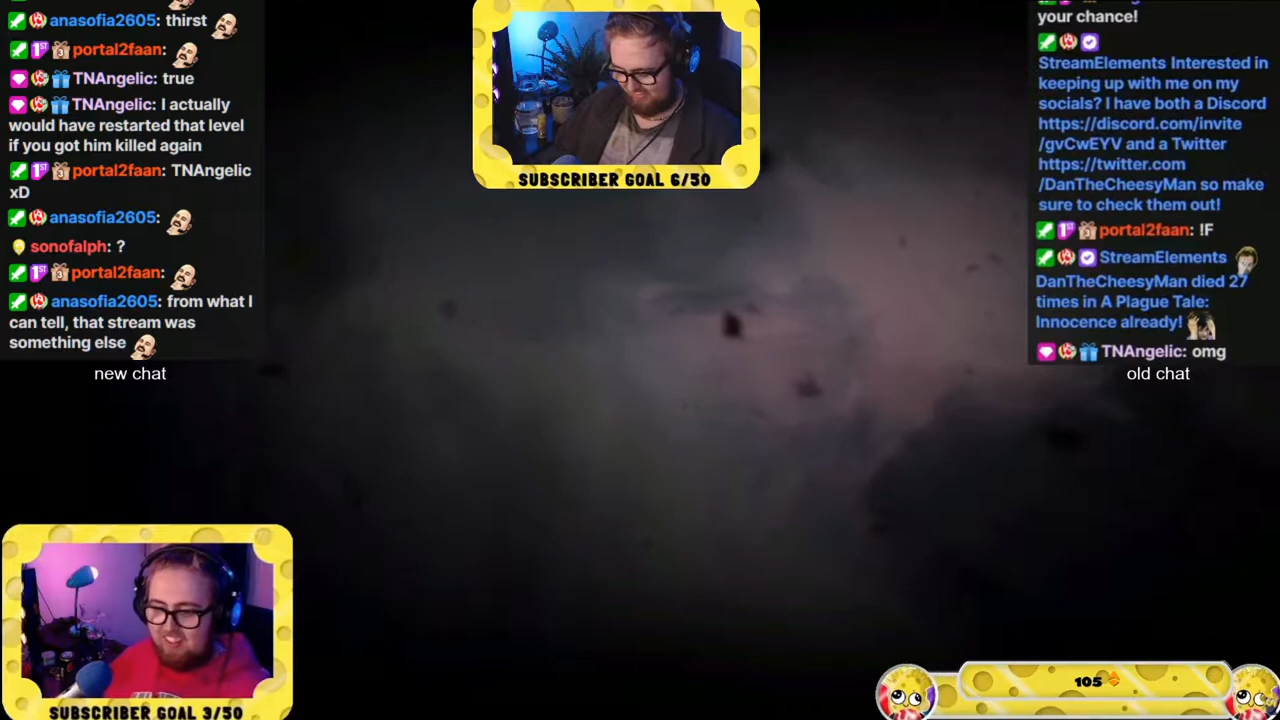 anasofia2605: thirst
portal2faan:
TNAngelic: true
TNAngelic: I actually
would have restarted that level
if you got him killed again
portal2faan: TNAngelic
xD
anasofia2605:
sonofalph: ?
portal2faan:
anasofia2605: from what I
can tell, that stream was
something else
new chat
SUBSCRIBER GOAL 6/50
your chance!
StreamElements Interested in
keeping up with me on my
socials? I have both a Discord
https://discord.com/invite
/gvCwEYV and a Twitter
https://twitter.com
/DanTheCheesyMan so make
sure to check them out!
portal2faan: !F
StreamElements
DanTheCheesyMan died 27
times in A Plague Tale:
Innocence already!
TNAngelic: omg
old chat
SUBSCRIBER GOAL 3/50
105